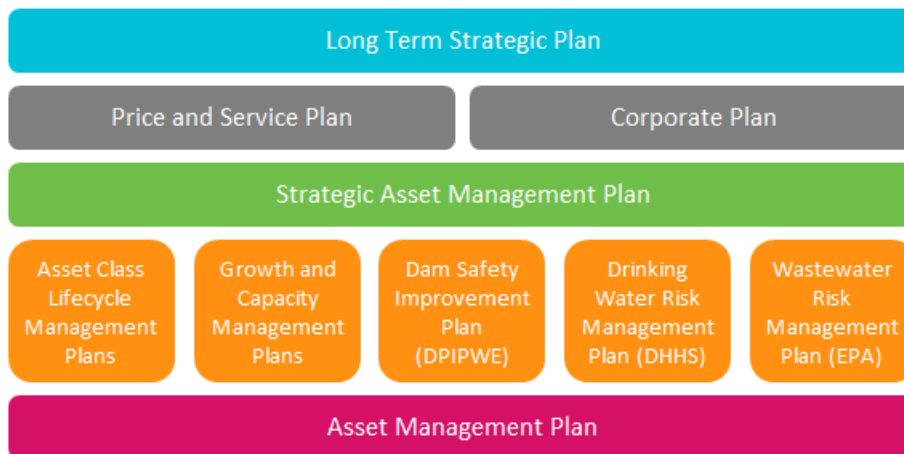 Long Term Strategic Plan
Price and Service Plan
Corporate Plan
Strategic Asset Management Plan
Asset Class
Lifecycle
Management
Plans
Growth and
Capacity
Management
Plans
Dam Safety
Improvement
Plan
(DPIPWE)
Drinking
Water Risk
Management
Plan (DHHS)
Wastewater
Risk
Management
Plan (EPA)
Asset Management Plan